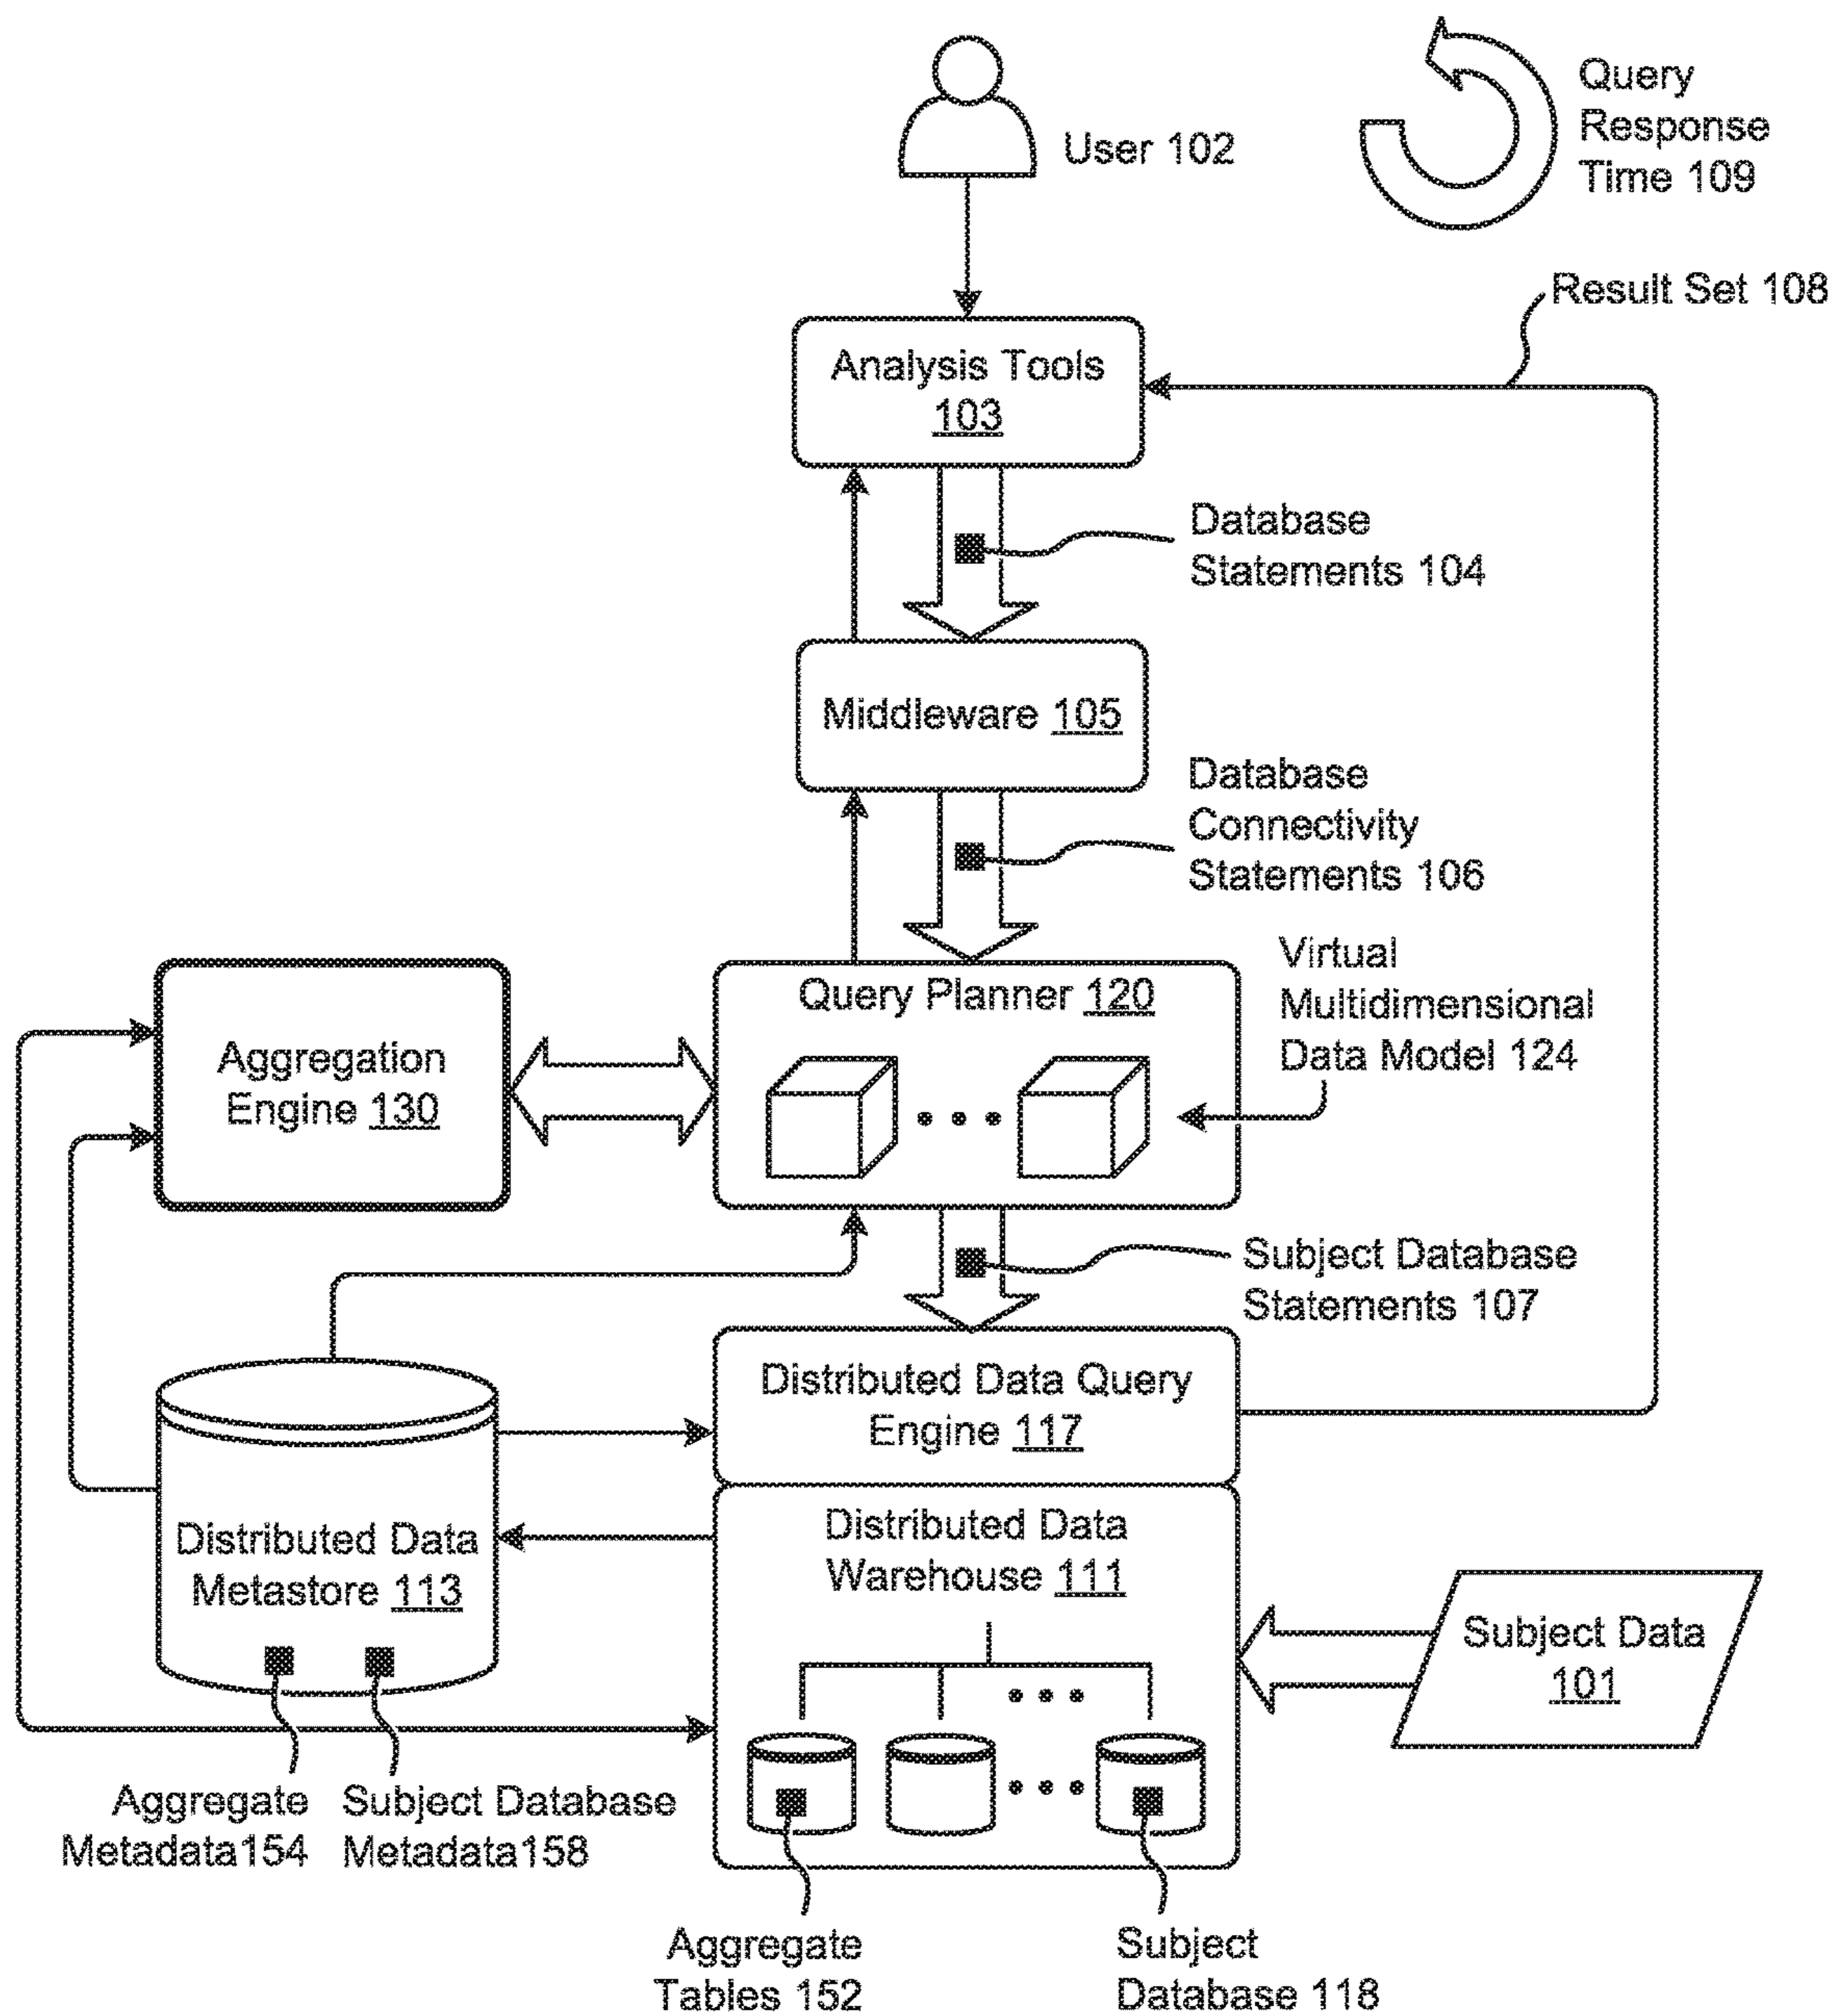 Query
Response
Time 109
User 102
Result Set 108
Analysis Tools
103
Database
Statements 104
Middleware 105
Database
Connectivity
Statements 106
Virtual
Multidimensional
Data Model 124
Query Planner 120
Aggregation
Engine 130
Subject Database
Statements 107
Distributed Data Query
Engine 117
Distributed Data
Metastore 113
Distributed Data
Warehouse 111
Subject Data
101
Aggregate
Metadata154
Subject Database
Metadata158
Aggregate
Tables 152
Subject
Database 118